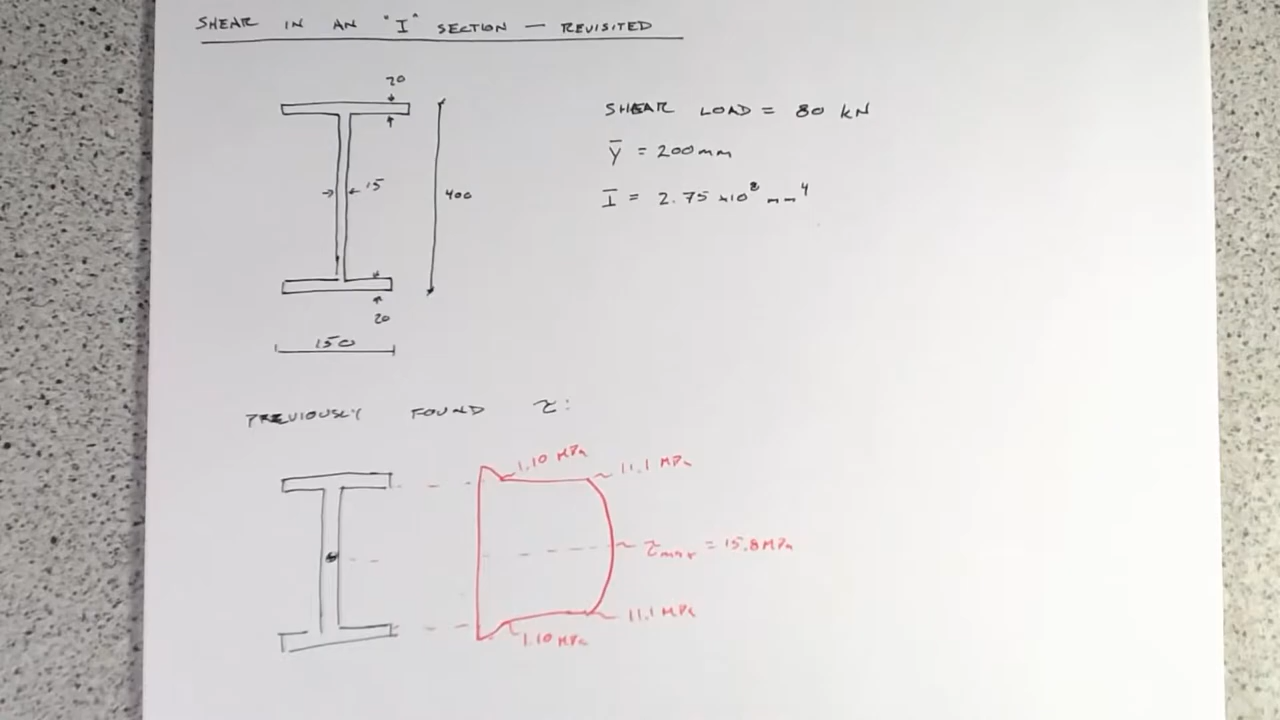 SHEAR IN AN "I" SECTION — REVISITED
20
15
400
20
150
SHEAR LOAD = 80 kN
ȳ = 200mm
Ī = 2.75 x10⁸ mm⁴
PREVIOUSLY FOUND τ:
1.10 MPa
11.1 MPa
τmax = 15.8MPa
11.1 MPa
1.10 MPa